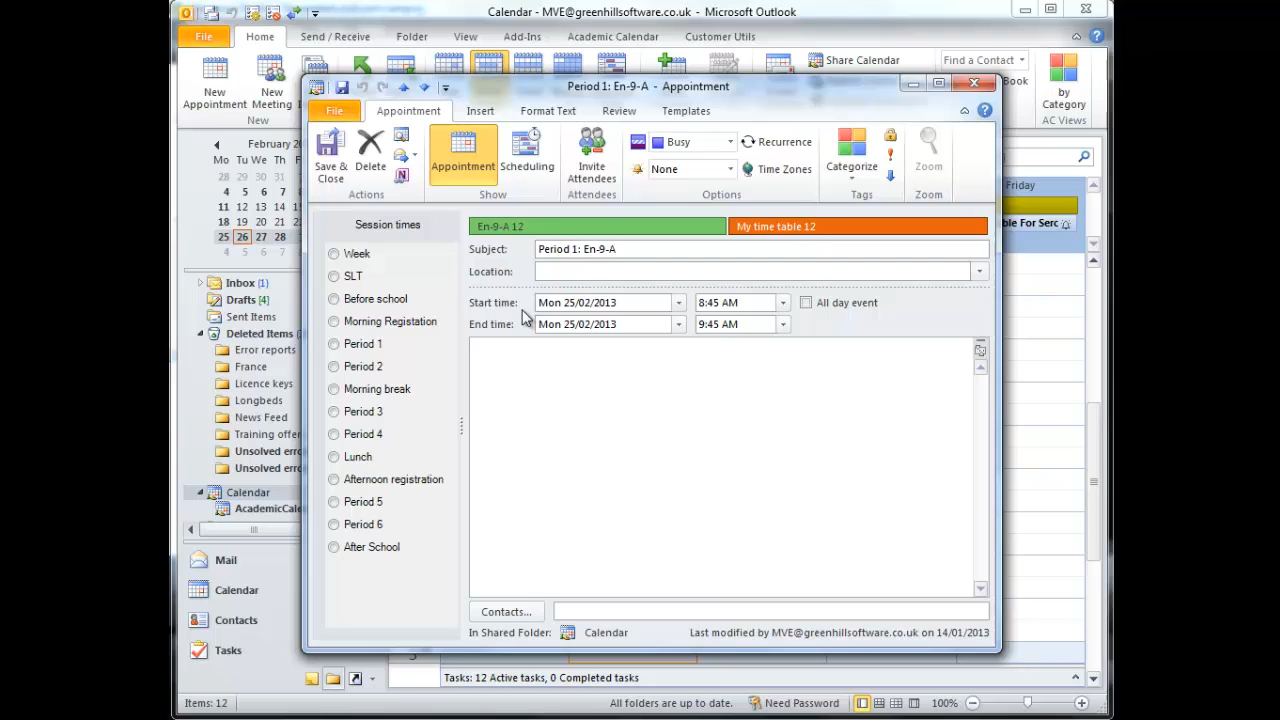 Calendar - MVE@greenhillsoftware.co.uk - Microsoft Outlook
File Home Send / Receive Folder View Add-Ins Academic Calendar Customer Utils
New Appointment
New Meeting
New
Share Calendar
Find a Contact
Book
by Category
AC Views
Period 1: En-9-A - Appointment
File Appointment Insert Format Text Review Templates
Save & Close
Delete
Actions
Appointment
Scheduling
Show
Invite Attendees
Attendees
Busy
Recurrence
None
Time Zones
Options
Categorize
Tags
Zoom
Zoom
February 20
Mo Tu We Th
28 29 30 31
4 5 6 7
11 12 13 14
18 19 20 21
25 26 27 28
4 5 6 7
Inbox (1)
Drafts [4]
Sent Items
Deleted Items
Error reports
France
Licence keys
Longbeds
News Feed
Training offer
Unsolved erro
Unsolved erro
Calendar
AcademicCale
Mail
Calendar
Contacts
Tasks
Session times
Week
SLT
Before school
Morning Registation
Period 1
Period 2
Morning break
Period 3
Period 4
Lunch
Afternoon registration
Period 5
Period 6
After School
En-9-A 12
My time table 12
Subject: Period 1: En-9-A
Location:
Start time: Mon 25/02/2013 8:45 AM All day event
End time: Mon 25/02/2013 9:45 AM
Contacts...
In Shared Folder: Calendar
Last modified by MVE@greenhillsoftware.co.uk on 14/01/2013
Friday
ble For Serc
Tasks: 12 Active tasks, 0 Completed tasks
Items: 12
All folders are up to date.
Need Password
100%